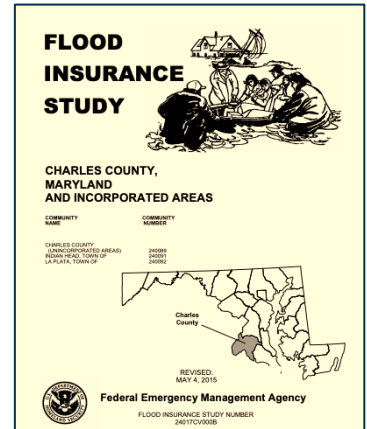 FLOOD
INSURANCE
STUDY
CHARLES COUNTY,
MARYLAND
AND INCORPORATED AREAS
COMMUNITY COMMUNITY
NAME NUMBER
CHARLES COUNTY
(UNINCORPORATED AREAS) 240089
INDIAN HEAD, TOWN OF 240091
LA PLATA, TOWN OF 240092
Charles
County
REVISED:
MAY 4, 2015
Federal Emergency Management Agency
FLOOD INSURANCE STUDY NUMBER
24017CV000B